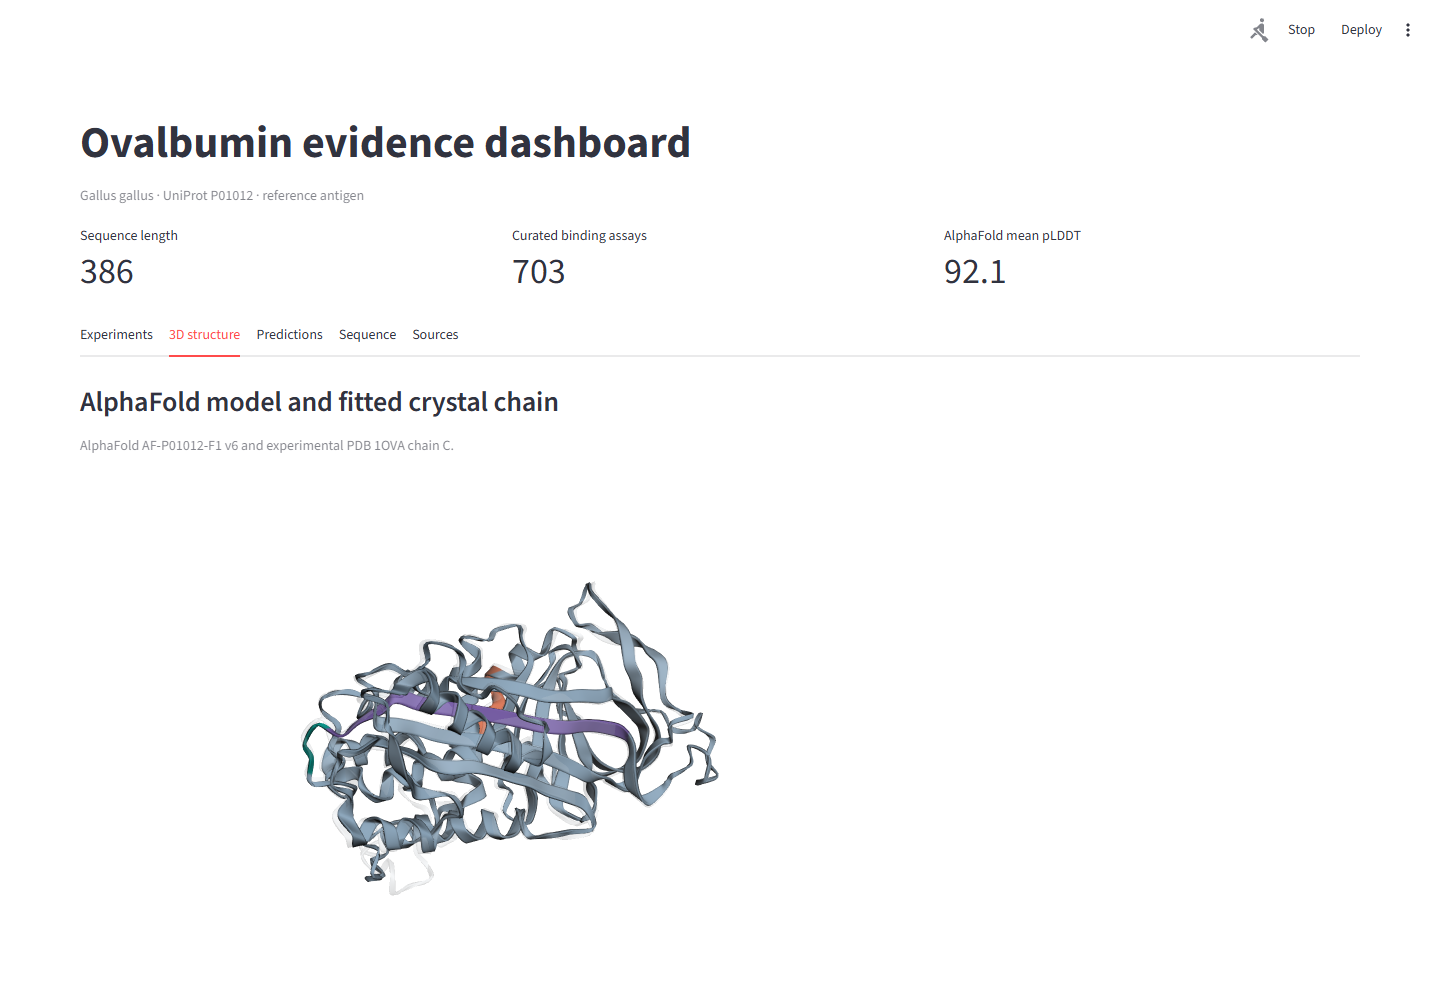 Stop Deploy
Ovalbumin evidence dashboard
Gallus gallus · UniProt P01012 · reference antigen
Sequence length
386
Curated binding assays
703
AlphaFold mean pLDDT
92.1
Experiments 3D structure Predictions Sequence Sources
AlphaFold model and fitted crystal chain
AlphaFold AF-P01012-F1 v6 and experimental PDB 1OVA chain C.